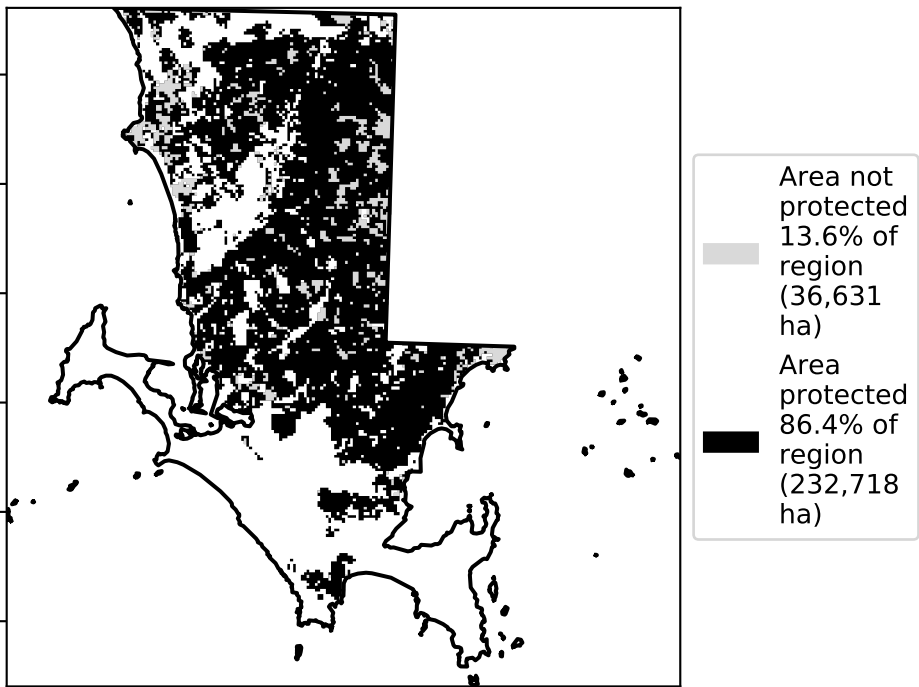 Area not
protected
13.6% of
region
(36,631
ha)
Area
protected
86.4% of
region
(232,718
ha)